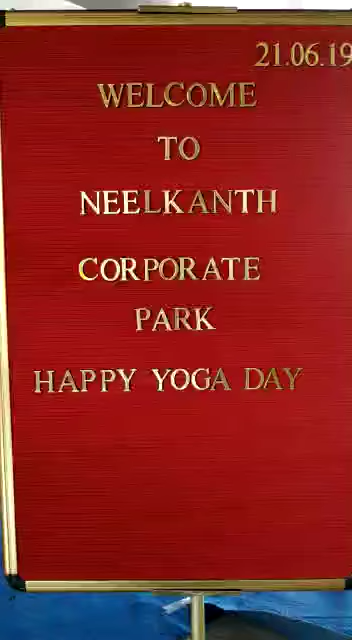 21.06.19
WELCOME
TO
NEELKANTH
CORPORATE
PARK
HAPPY YOGA DAY